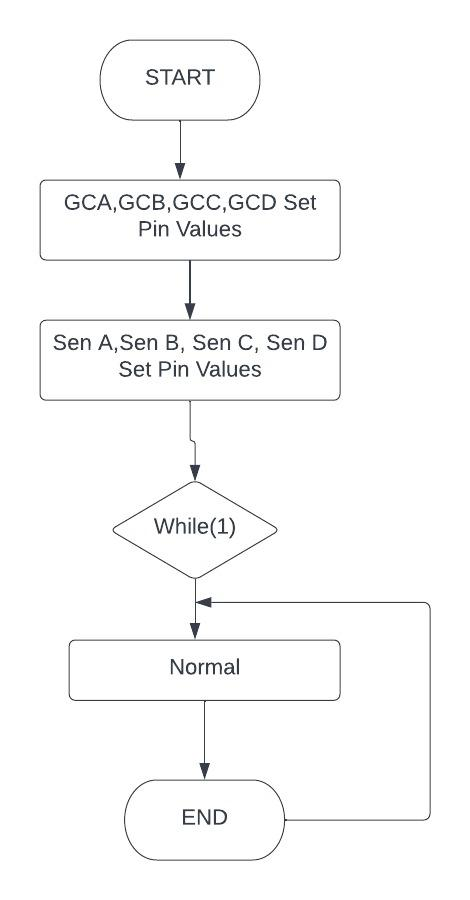 START
GCA,GCB,GCC,GCD Set
Pin Values
Sen A,Sen B, Sen C, Sen D
Set Pin Values
While(1)
Normal
END